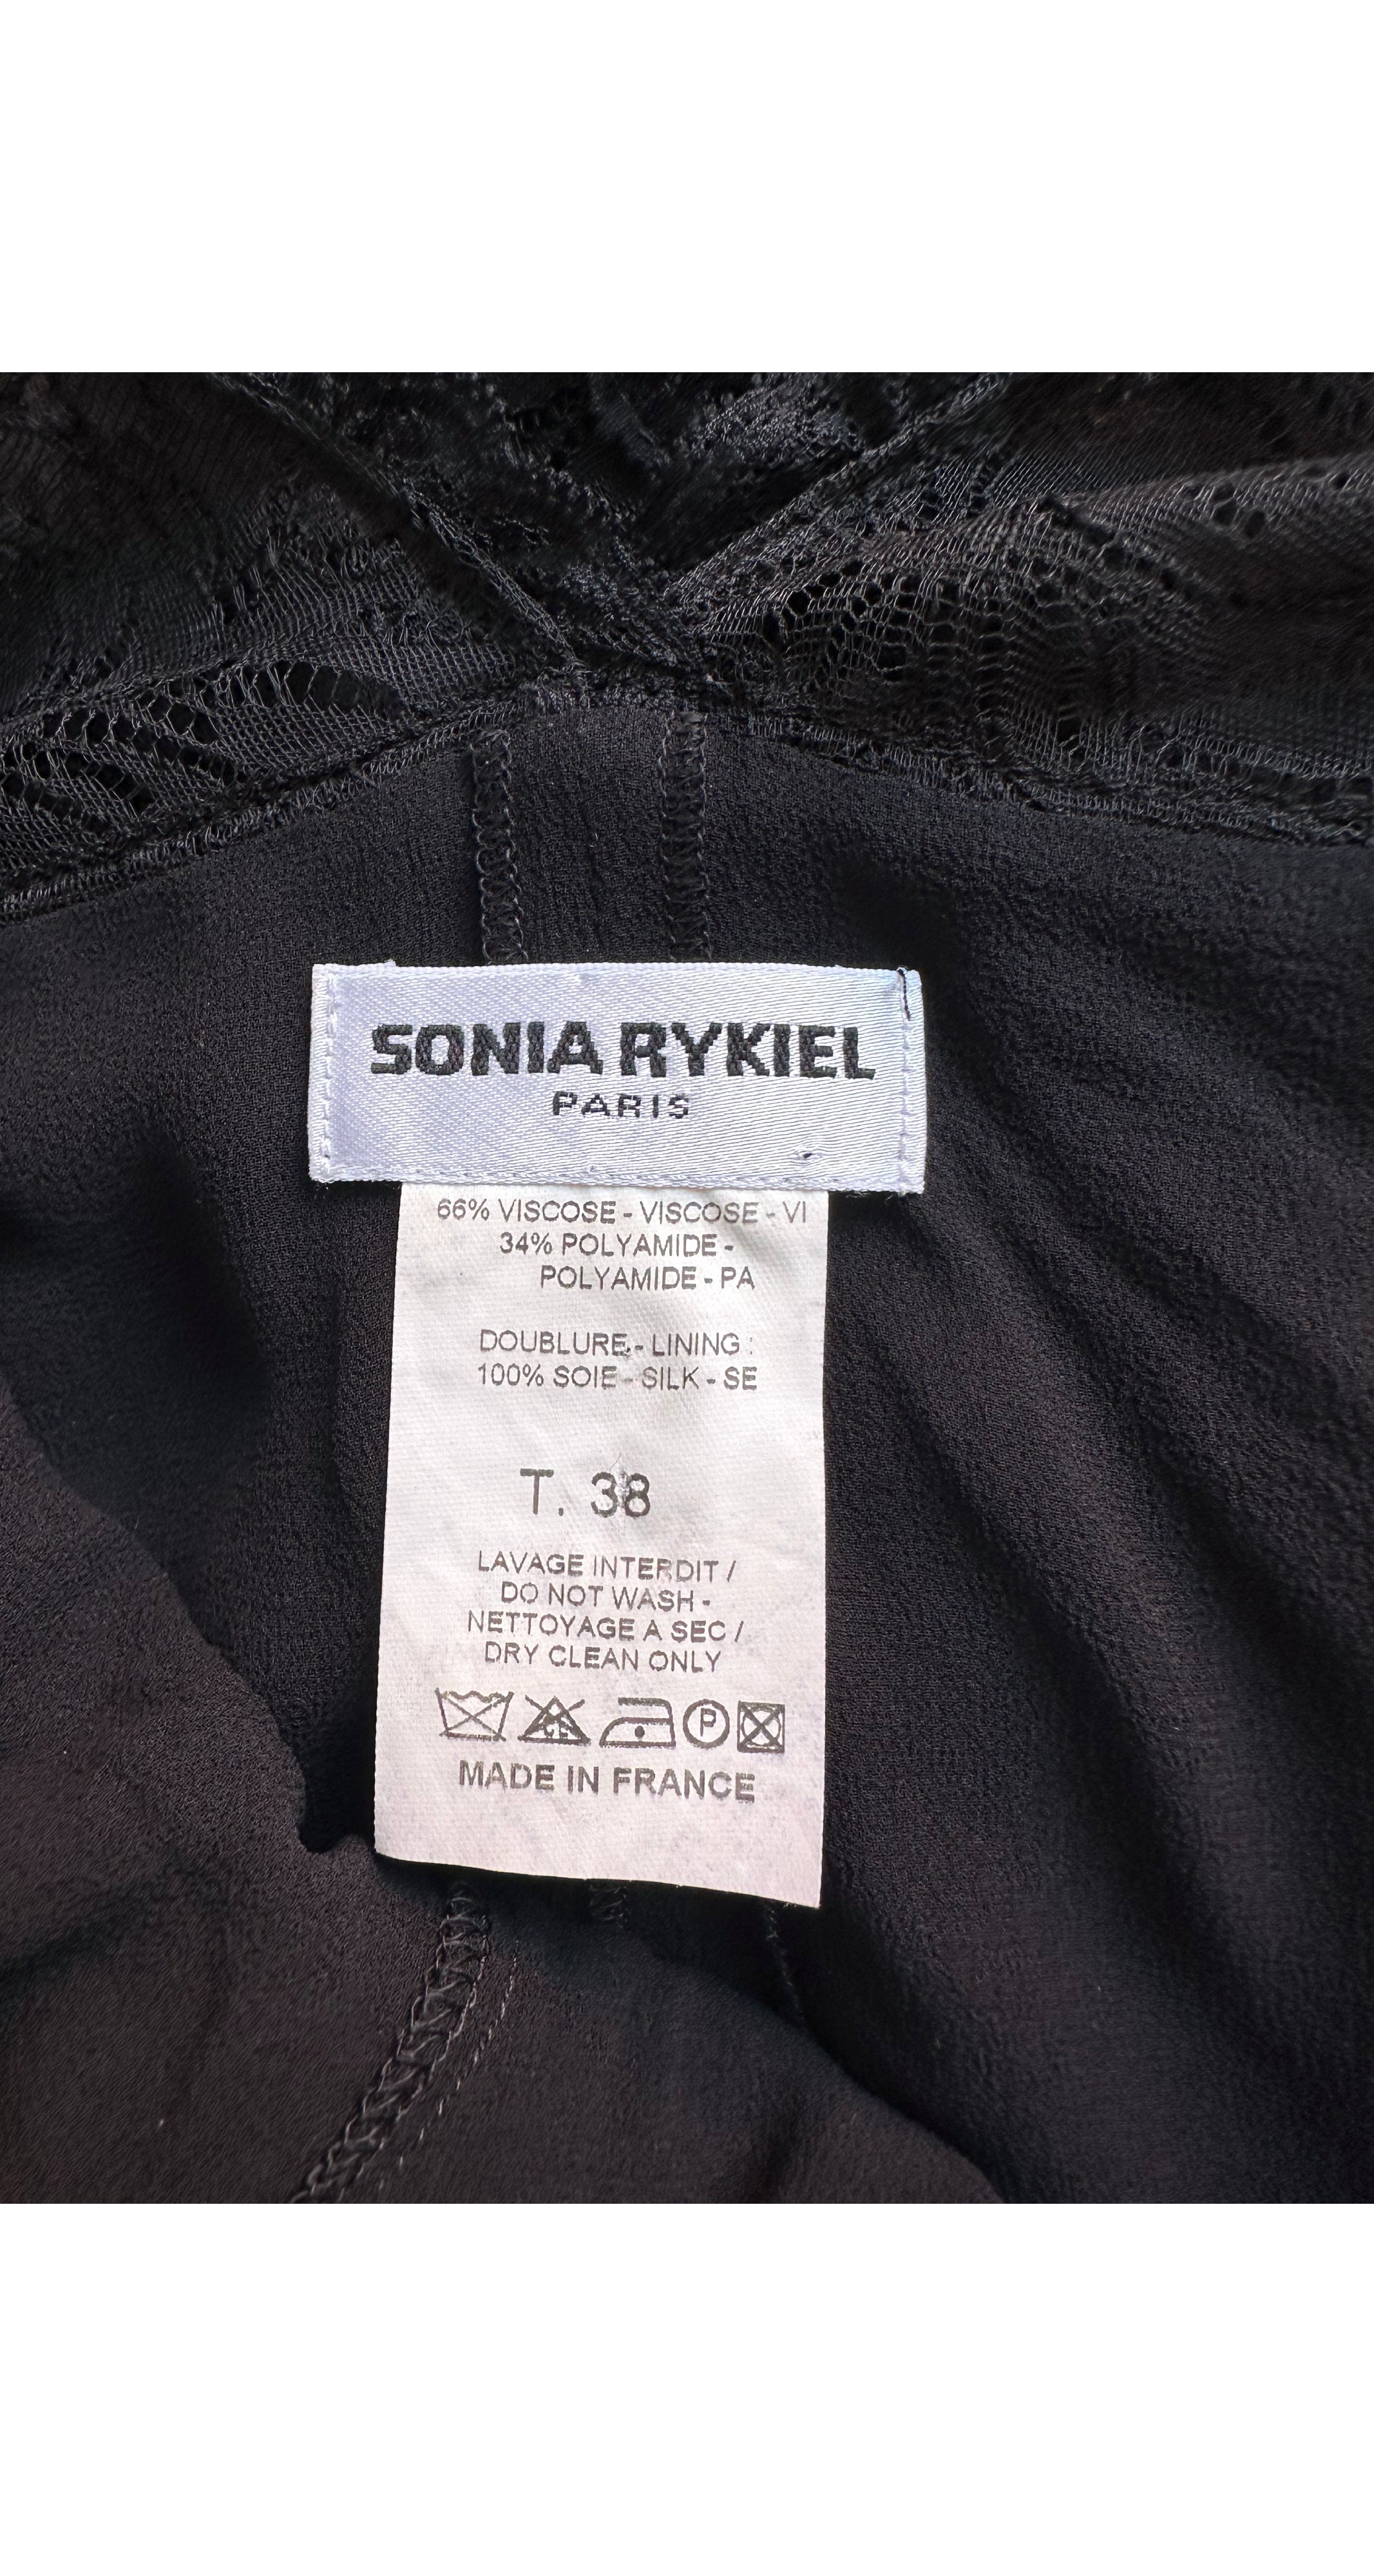 SONIA RYKIEL
PARIS
66% VISCOSE - VISCOSE - VI
34% POLYAMIDE -
POLYAMIDE - PA
DOUBLURE - LINING :
100% SOIE - SILK - SE
T. 38
LAVAGE INTERDIT /
DO NOT WASH -
NETTOYAGE A SEC /
DRY CLEAN ONLY
CL P
MADE IN FRANCE